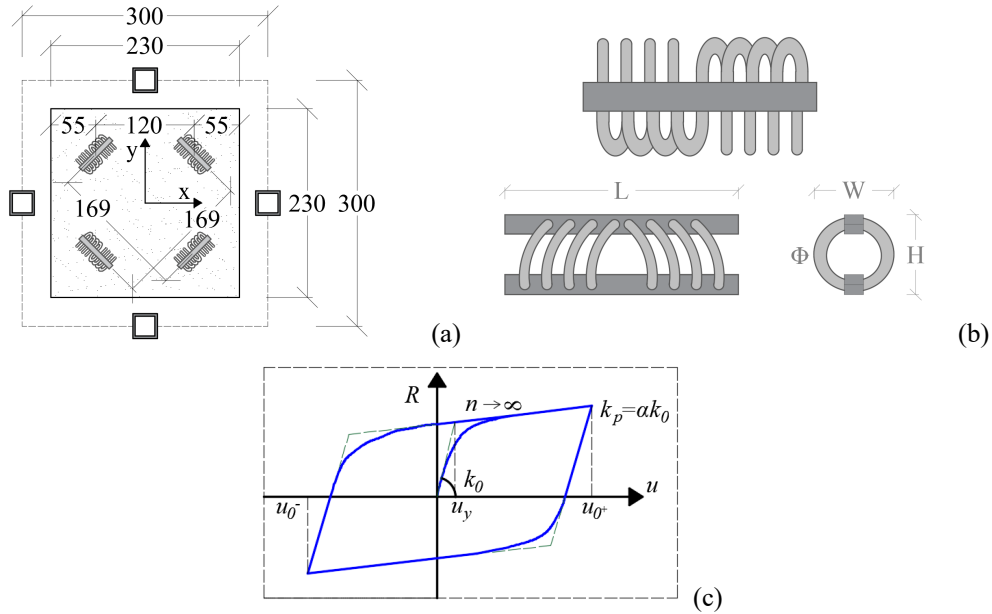 300
230
55 120 55
y
x
169
169
230
300
(a)
L
W
Φ
H
(b)
R
n→∞
k_p=αk_0
k_0
u_0^-
u_y
u_0^+
u
(c)